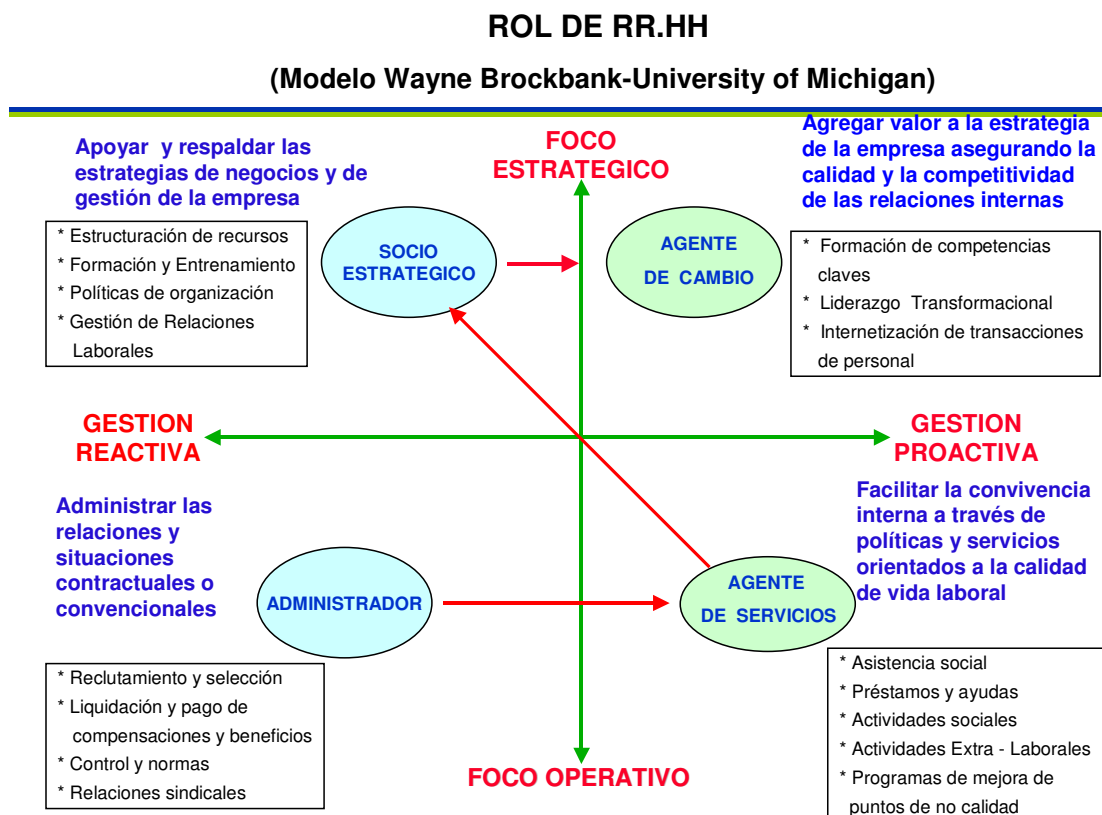 ROL DE RR.HH
(Modelo Wayne Brockbank-University of Michigan)
Apoyar y respaldar las
estrategias de negocios y de
gestión de la empresa
* Estructuración de recursos
* Formación y Entrenamiento
* Políticas de organización
* Gestión de Relaciones
Laborales
SOCIO
ESTRATEGICO
FOCO
ESTRATEGICO
AGENTE
DE CAMBIO
Agregar valor a la estrategia
de la empresa asegurando la
calidad y la competitividad
de las relaciones internas
* Formación de competencias
claves
* Liderazgo Transformacional
* Internetización de transacciones
de personal
GESTION
REACTIVA
GESTION
PROACTIVA
Administrar las
relaciones y
situaciones
contractuales o
convencionales
ADMINISTRADOR
* Reclutamiento y selección
* Liquidación y pago de
compensaciones y beneficios
* Control y normas
* Relaciones sindicales
FOCO OPERATIVO
AGENTE
DE SERVICIOS
Facilitar la convivencia
interna a través de
políticas y servicios
orientados a la calidad
de vida laboral
* Asistencia social
* Préstamos y ayudas
* Actividades sociales
* Actividades Extra - Laborales
* Programas de mejora de
puntos de no calidad